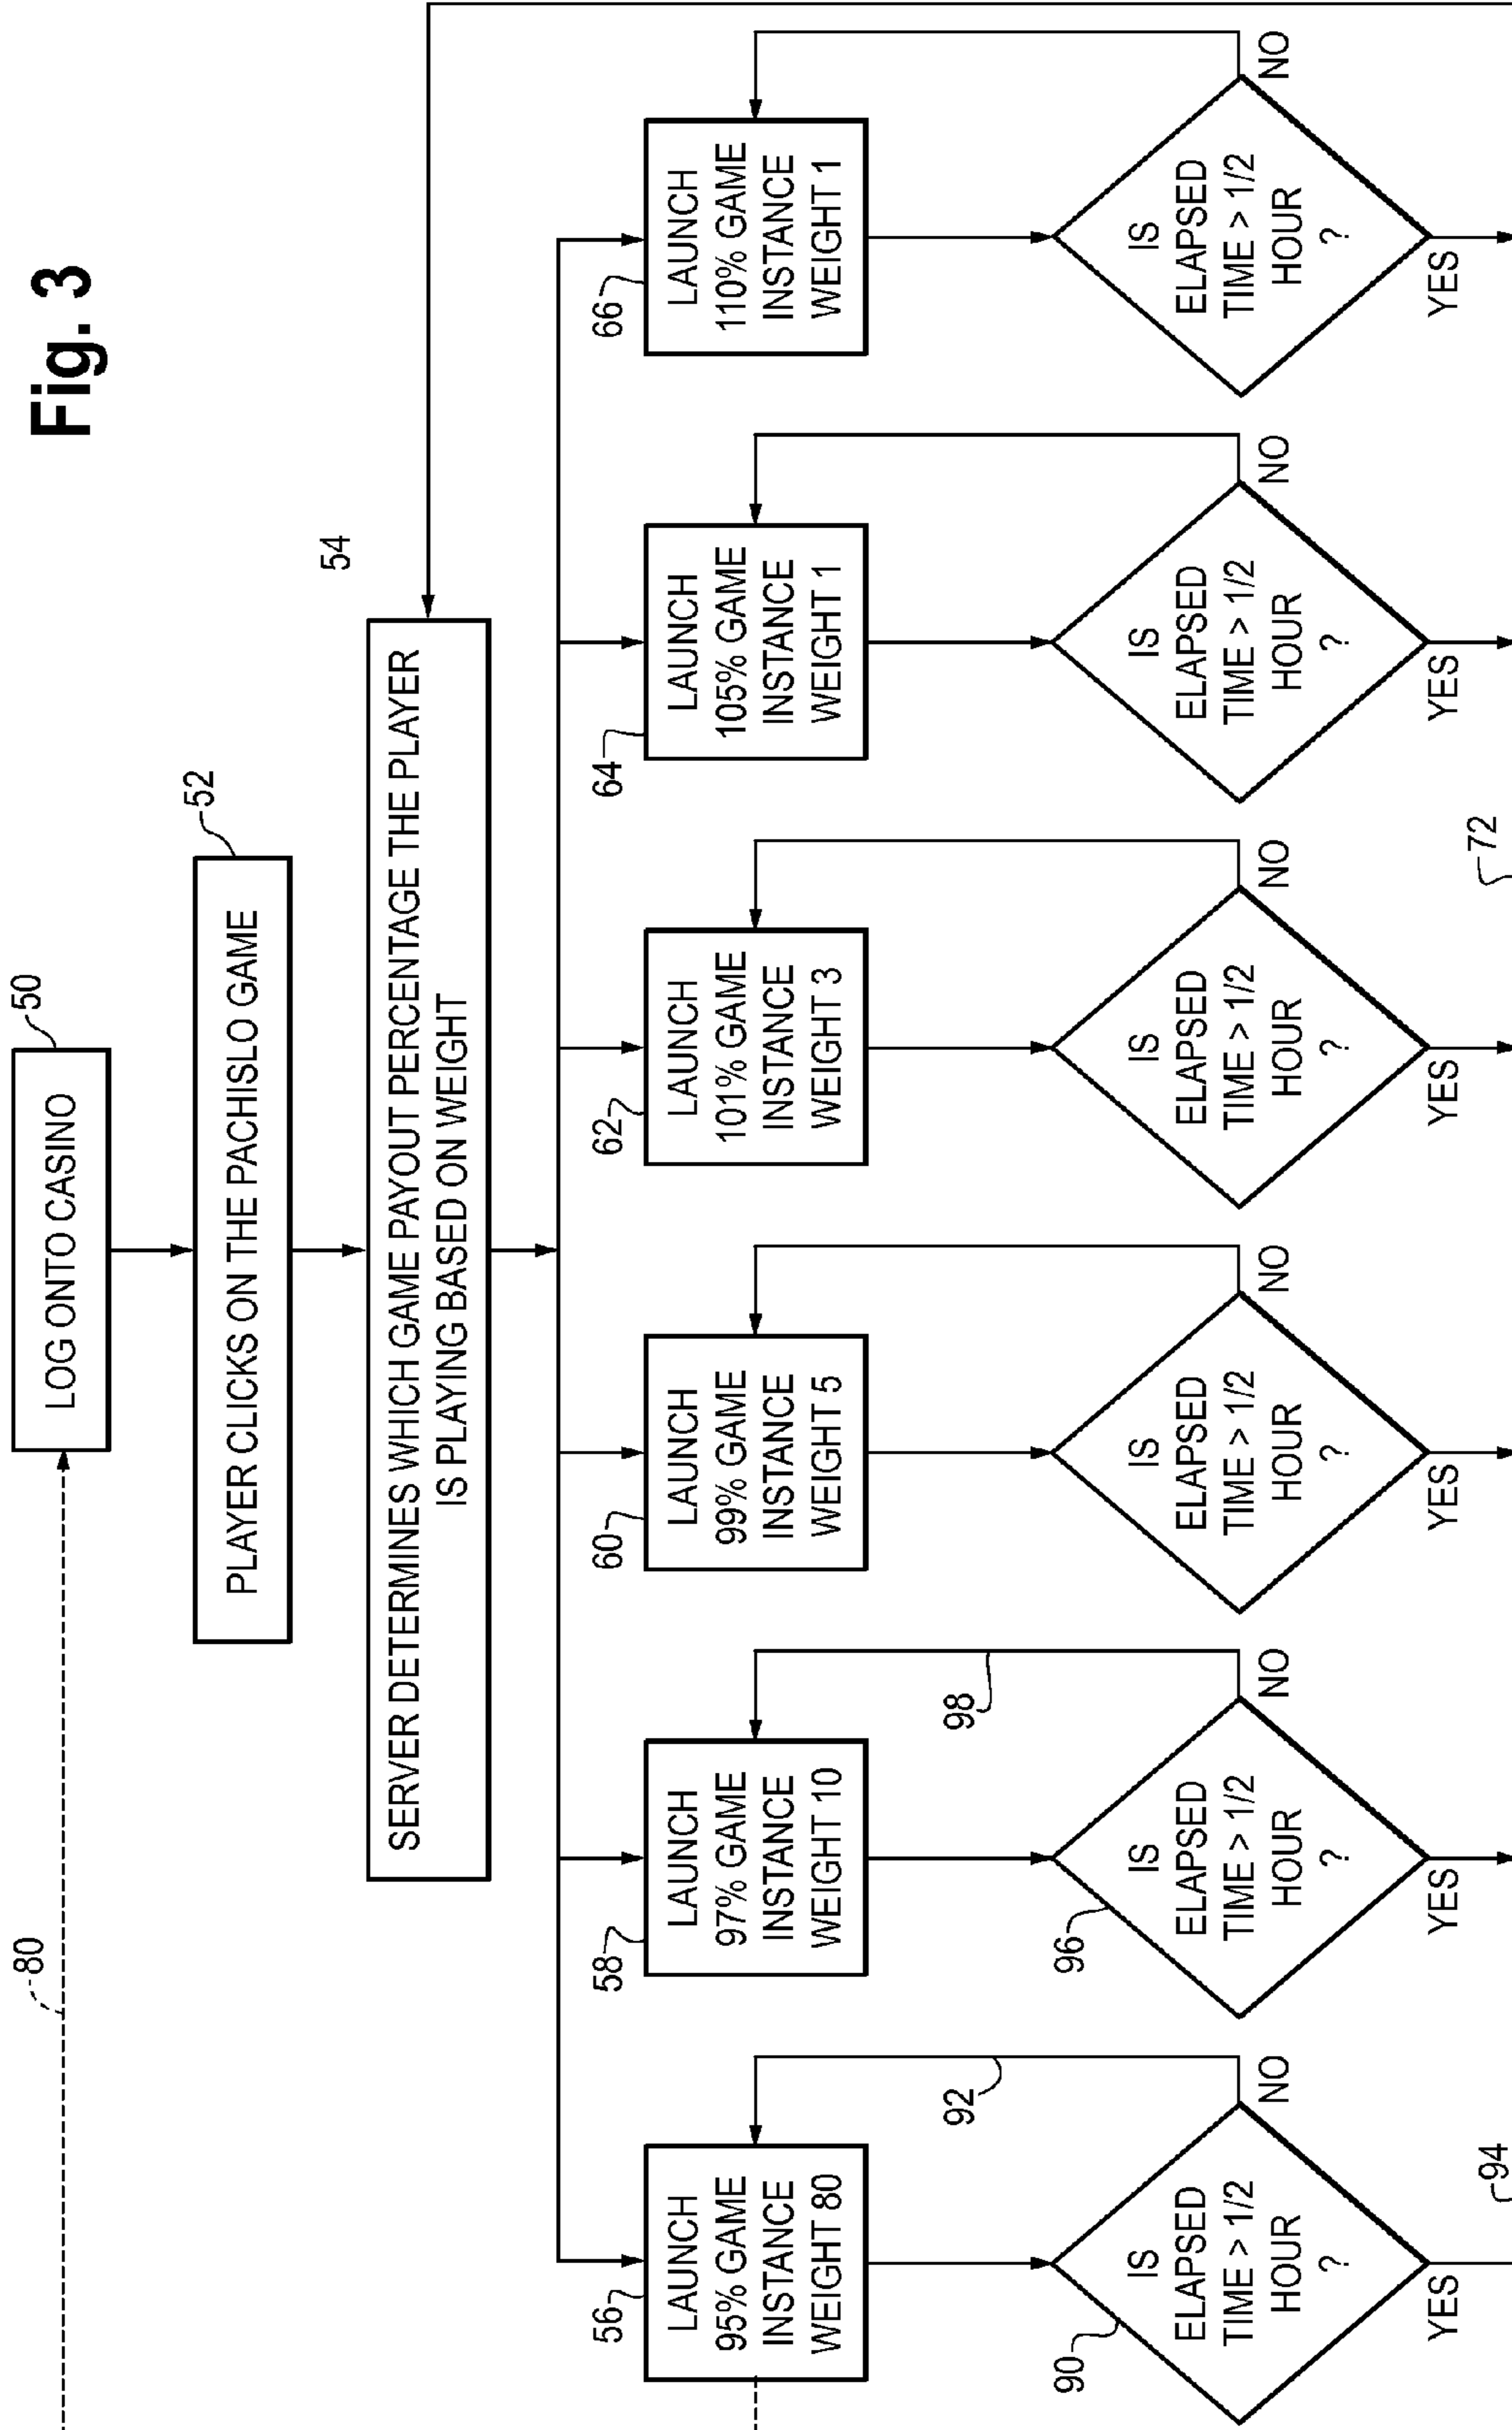 Fig. 3
80
50
LOG ONTO CASINO
52
PLAYER CLICKS ON THE PACHISLO GAME
54
SERVER DETERMINES WHICH GAME PAYOUT PERCENTAGE THE PLAYER
IS PLAYING BASED ON WEIGHT
56
LAUNCH
95% GAME
INSTANCE
WEIGHT 80
58
LAUNCH
97% GAME
INSTANCE
WEIGHT 10
60
LAUNCH
99% GAME
INSTANCE
WEIGHT 5
62
LAUNCH
101% GAME
INSTANCE
WEIGHT 3
64
LAUNCH
105% GAME
INSTANCE
WEIGHT 1
66
LAUNCH
110% GAME
INSTANCE
WEIGHT 1
92
98
90
IS
ELAPSED
TIME > 1/2
HOUR
?
NO
YES
96
IS
ELAPSED
TIME > 1/2
HOUR
?
NO
YES
IS
ELAPSED
TIME > 1/2
HOUR
?
NO
YES
IS
ELAPSED
TIME > 1/2
HOUR
?
NO
YES
IS
ELAPSED
TIME > 1/2
HOUR
?
NO
YES
IS
ELAPSED
TIME > 1/2
HOUR
?
NO
YES
94
72